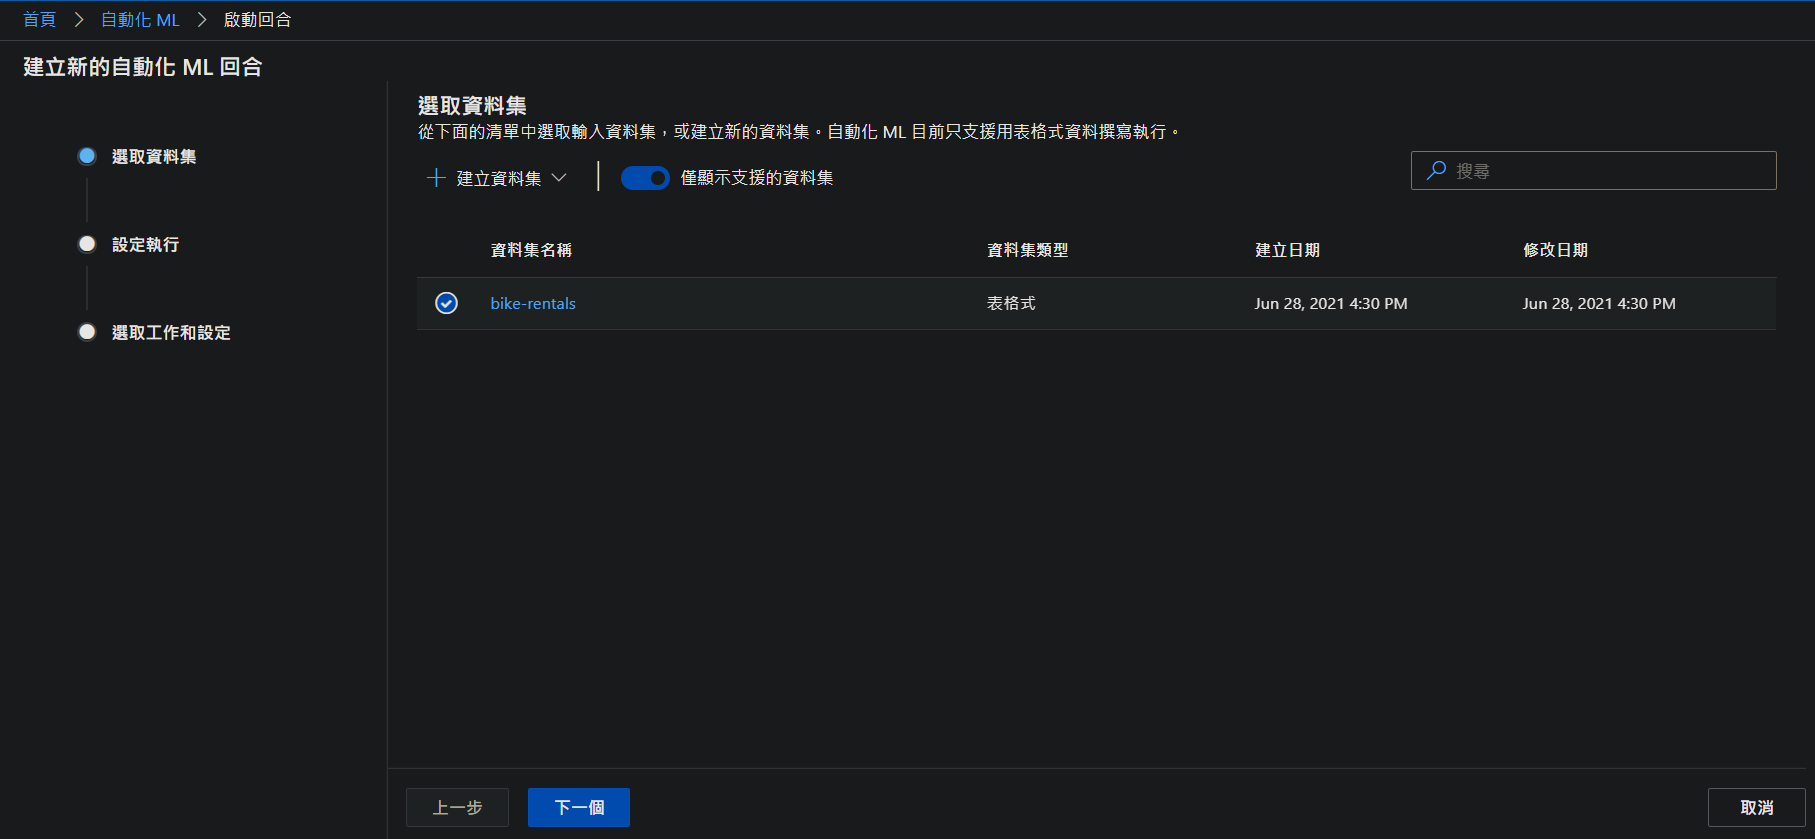 首頁 > 自動化 ML > 啟動回合
建立新的自動化 ML 回合
選取資料集
設定執行
選取工作和設定
選取資料集
從下面的清單中選取輸入資料集，或建立新的資料集。自動化 ML 目前只支援用表格式資料撰寫執行。
建立資料集 僅顯示支援的資料集 搜尋
資料集名稱 資料集類型 建立日期 修改日期
bike-rentals 表格式 Jun 28, 2021 4:30 PM Jun 28, 2021 4:30 PM
上一步 下一個 取消